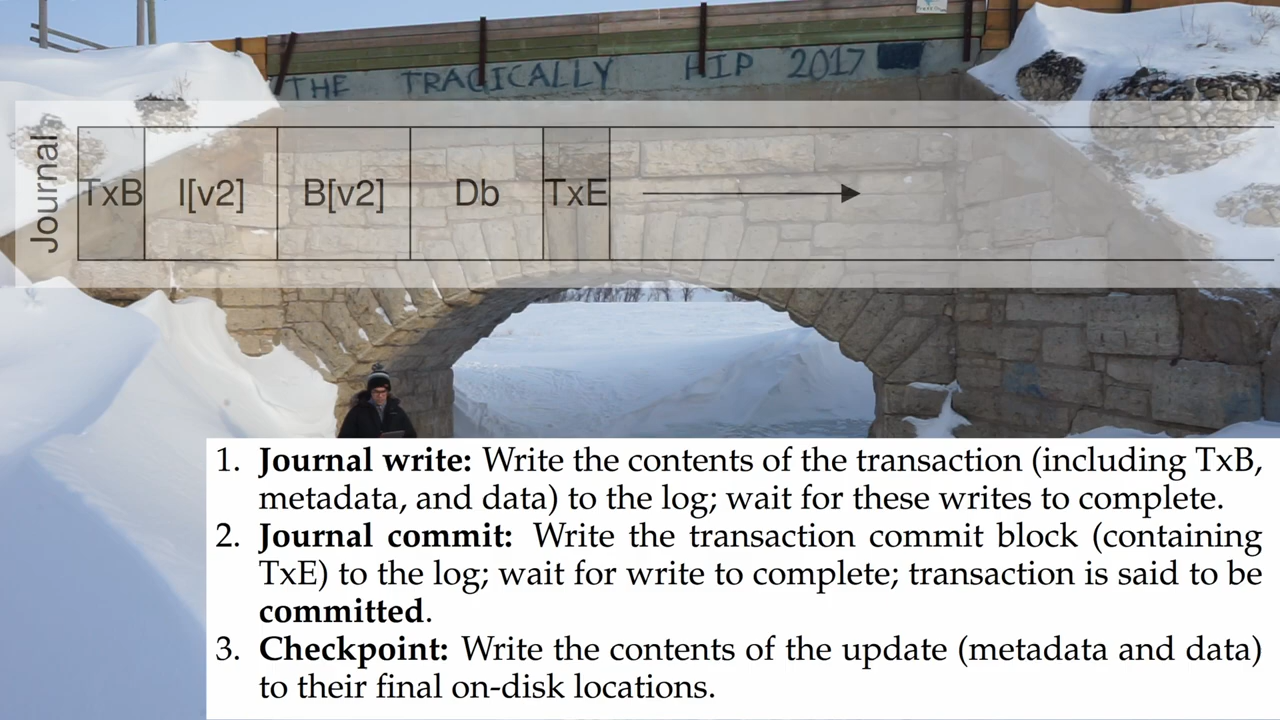 THE TRAGICALLY HIP 2017
Journal
TxB I[v2] B[v2] Db TxE
1. Journal write: Write the contents of the transaction (including TxB,
metadata, and data) to the log; wait for these writes to complete.
2. Journal commit: Write the transaction commit block (containing
TxE) to the log; wait for write to complete; transaction is said to be
committed.
3. Checkpoint: Write the contents of the update (metadata and data)
to their final on-disk locations.